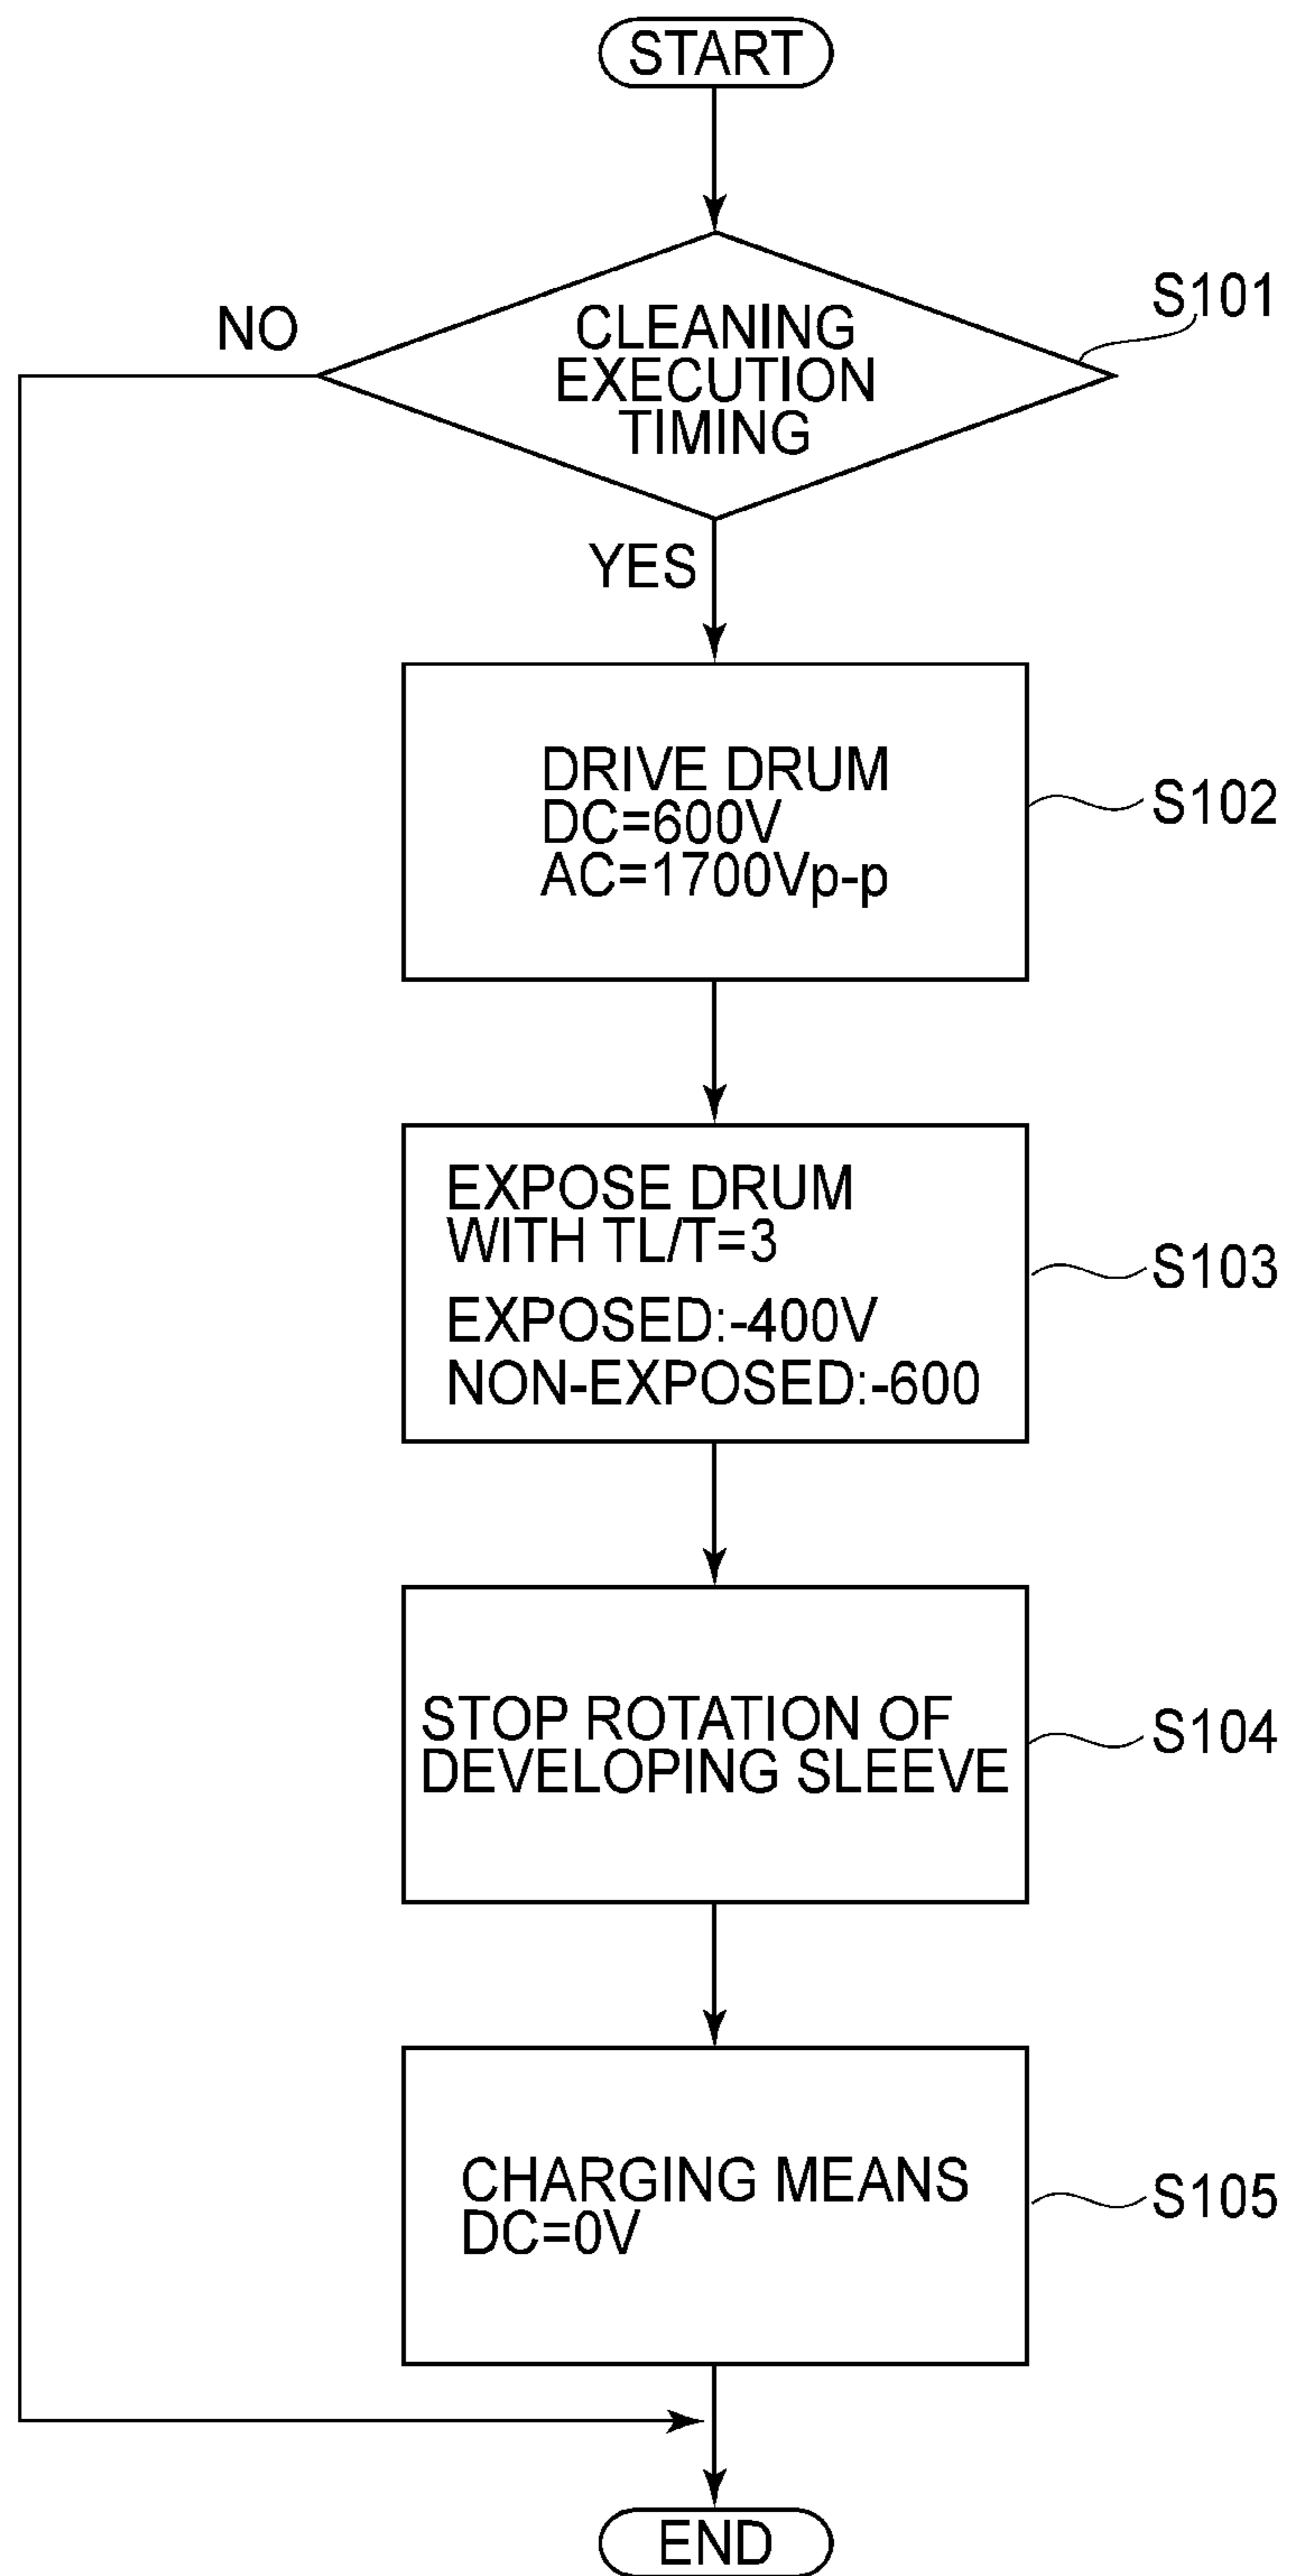 START
NO
CLEANING
EXECUTION
TIMING
S101
YES
DRIVE DRUM
DC=600V
AC=1700Vp-p
S102
EXPOSE DRUM
WITH TL/T=3
EXPOSED:-400V
NON-EXPOSED:-600
S103
STOP ROTATION OF
DEVELOPING SLEEVE
S104
CHARGING MEANS
DC=0V
S105
END